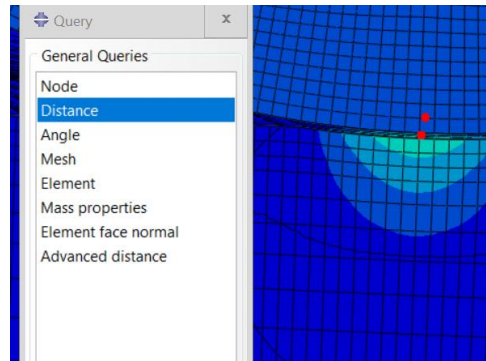 Query x
General Queries
Node
Distance
Angle
Mesh
Element
Mass properties
Element face normal
Advanced distance